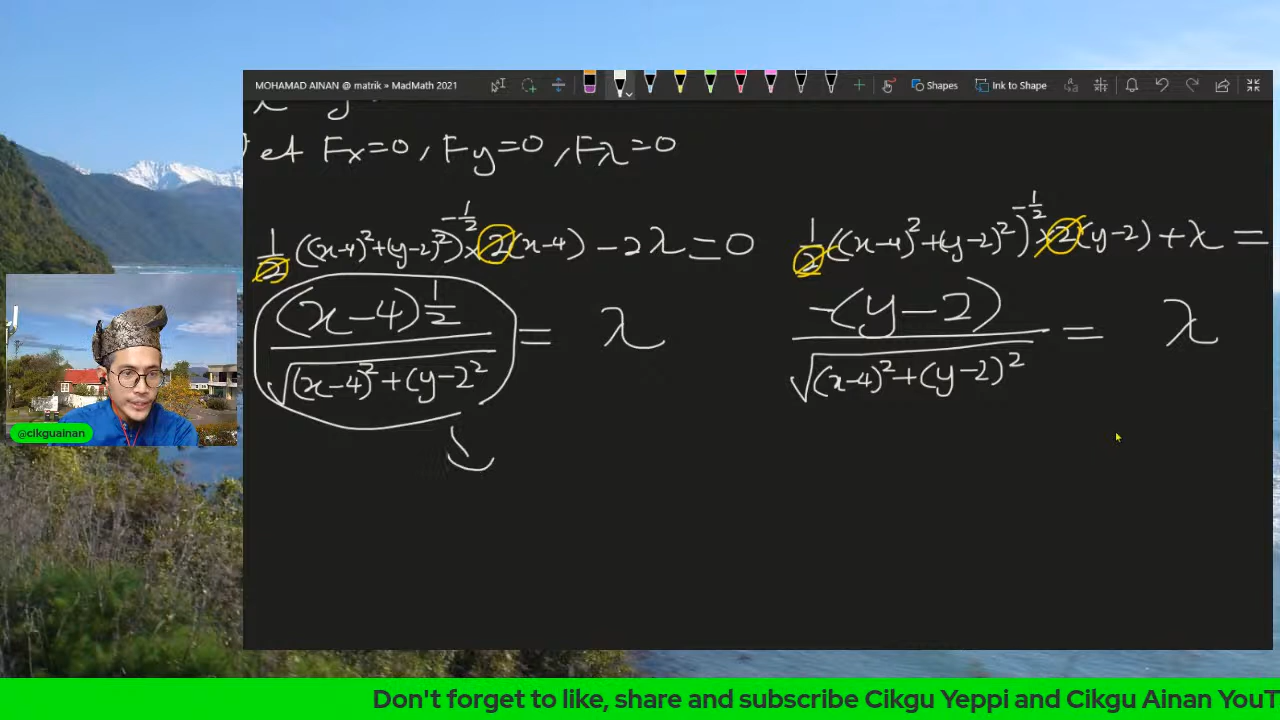 MOHAMAD AINAN @ matrik » MadMath 2021
Shapes
Ink to Shape
et Fx=0, Fy=0, Fλ=0
1/2((x-4)²+(y-2)²)^-1/2 × 2(x-4) - 2λ = 0
1/2((x-4)²+(y-2)²)^-1/2 × 2(y-2) + λ =
(x-4) 1/2 / √(x-4)²+(y-2² = λ
-(y-2) / √(x-4)²+(y-2)² = λ
@cikguainan
Don't forget to like, share and subscribe Cikgu Yeppi and Cikgu Ainan YouT